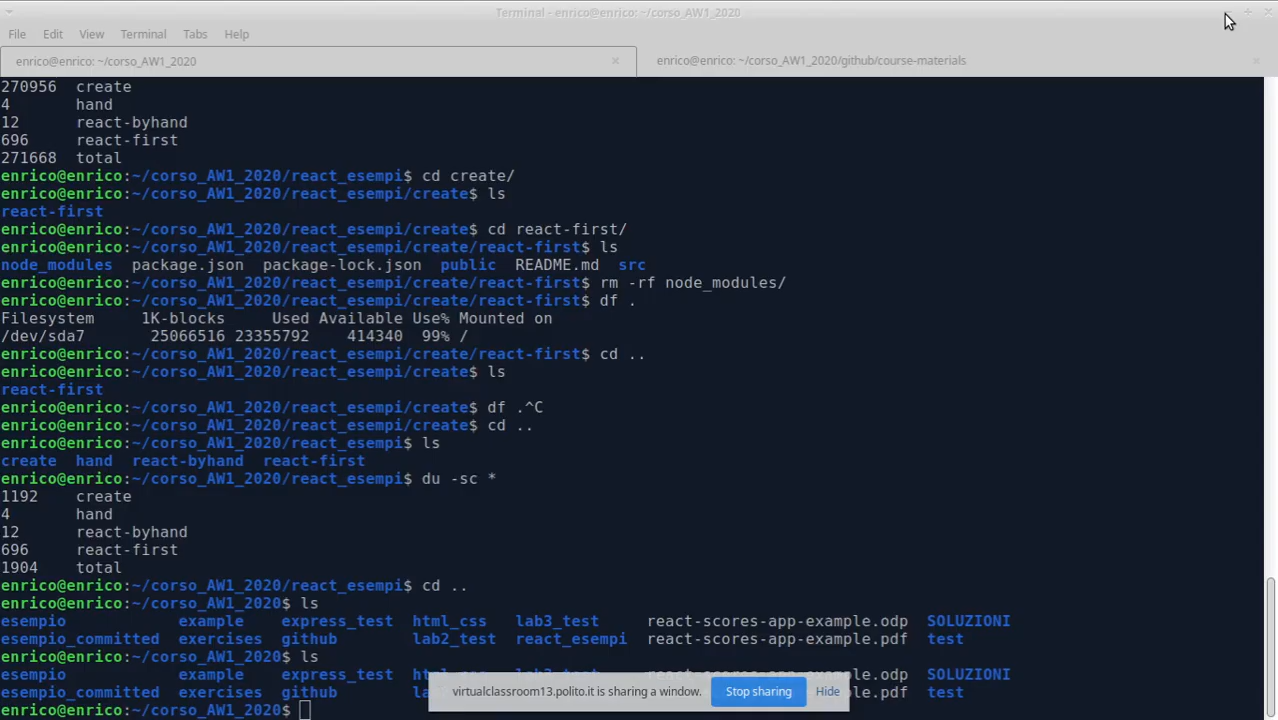 Terminal - enrico@enrico: ~/corso_AW1_2020
File Edit View Terminal Tabs Help
enrico@enrico: ~/corso_AW1_2020 × enrico@enrico: ~/corso_AW1_2020/github/course-materials ×
270956 create
4 hand
12 react-byhand
696 react-first
271668 total
enrico@enrico:~/corso_AW1_2020/react_esempi$ cd create/
enrico@enrico:~/corso_AW1_2020/react_esempi/create$ ls
react-first
enrico@enrico:~/corso_AW1_2020/react_esempi/create$ cd react-first/
enrico@enrico:~/corso_AW1_2020/react_esempi/create/react-first$ ls
node_modules package.json package-lock.json public README.md src
enrico@enrico:~/corso_AW1_2020/react_esempi/create/react-first$ rm -rf node_modules/
enrico@enrico:~/corso_AW1_2020/react_esempi/create/react-first$ df .
Filesystem 1K-blocks Used Available Use% Mounted on
/dev/sda7 25066516 23355792 414340 99% /
enrico@enrico:~/corso_AW1_2020/react_esempi/create/react-first$ cd ..
enrico@enrico:~/corso_AW1_2020/react_esempi/create$ ls
react-first
enrico@enrico:~/corso_AW1_2020/react_esempi/create$ df .^C
enrico@enrico:~/corso_AW1_2020/react_esempi/create$ cd ..
enrico@enrico:~/corso_AW1_2020/react_esempi$ ls
create hand react-byhand react-first
enrico@enrico:~/corso_AW1_2020/react_esempi$ du -sc *
1192 create
4 hand
12 react-byhand
696 react-first
1904 total
enrico@enrico:~/corso_AW1_2020/react_esempi$ cd ..
enrico@enrico:~/corso_AW1_2020$ ls
esempio example express_test html_css lab3_test react-scores-app-example.odp SOLUZIONI
esempio_committed exercises github lab2_test react_esempi react-scores-app-example.pdf test
enrico@enrico:~/corso_AW1_2020$ ls
esempio example express_test SOLUZIONI
esempio_committed exercises github .pdf test
virtualclassroom13.polito.it is sharing a window. Stop sharing Hide
enrico@enrico:~/corso_AW1_2020$